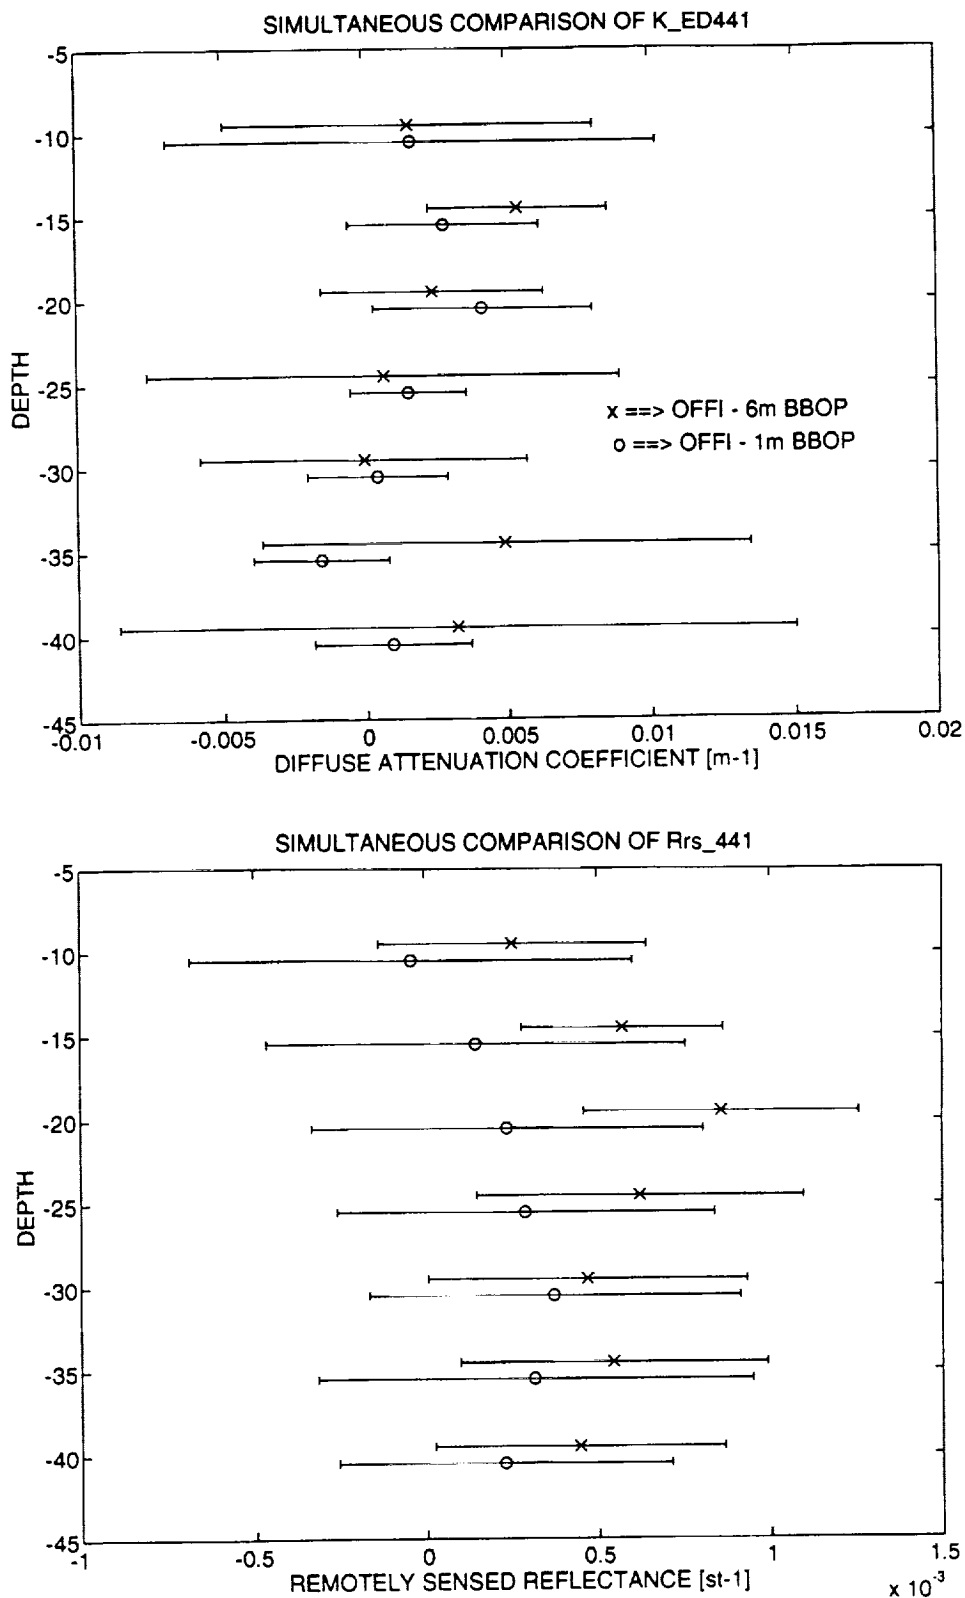 SIMULTANEOUS COMPARISON OF K_ED441
-5
-10
-15
-20
-25
-30
-35
-40
-45
DEPTH
x ==> OFFI - 6m BBOP
o ==> OFFI - 1m BBOP
-0.01 -0.005 0 0.005 0.01 0.015 0.02
DIFFUSE ATTENUATION COEFFICIENT [m-1]
SIMULTANEOUS COMPARISON OF Rrs_441
-5
-10
-15
-20
-25
-30
-35
-40
-45
DEPTH
-1 -0.5 0 0.5 1 1.5
REMOTELY SENSED REFLECTANCE [st-1]
x 10-3